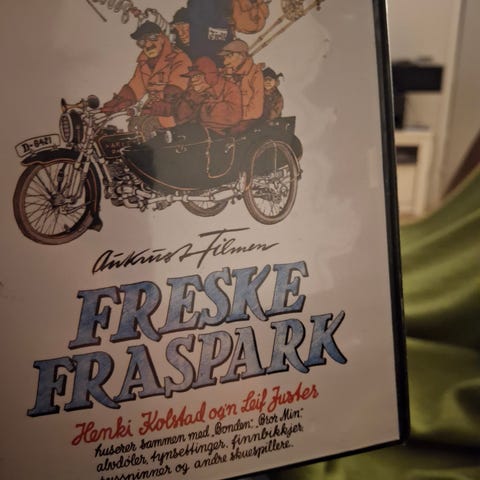 D-8421
Aukrust Filmen
FRESKE
FRASPARK
Henki Kolstad og'n Leif Juster
huserer sammen med „Bonden“, „Bror Min“,
alvdøler, tynsettinger, finnbikkjer,
og andre skuespillere..